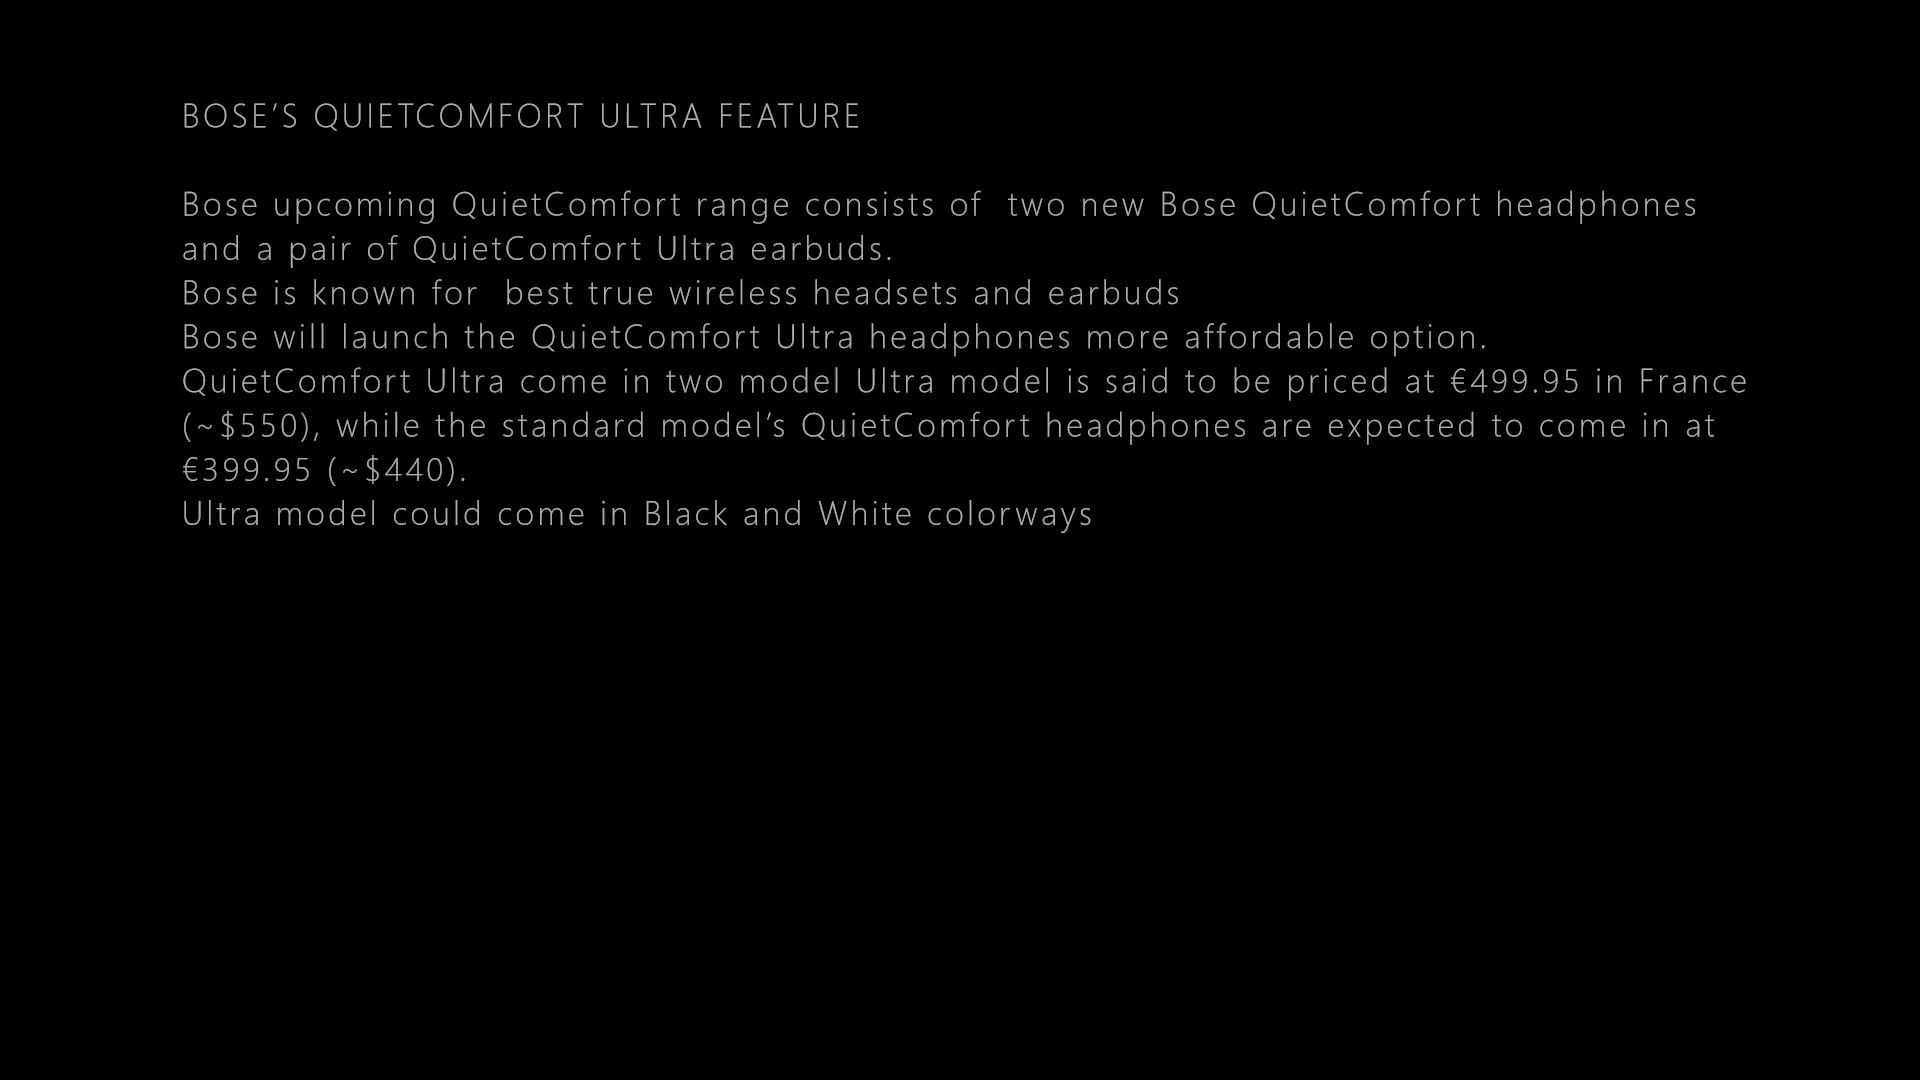 BOSE’S QUIETCOMFORT ULTRA FEATURE
Bose upcoming QuietComfort range consists of  two new Bose QuietComfort headphones
and a pair of QuietComfort Ultra earbuds.
Bose is known for  best true wireless headsets and earbuds
Bose will launch the QuietComfort Ultra headphones more affordable option.
QuietComfort Ultra come in two model Ultra model is said to be priced at €499.95 in France
(~$550), while the standard model’s QuietComfort headphones are expected to come in at
€399.95 (~$440).
Ultra model could come in Black and White colorways